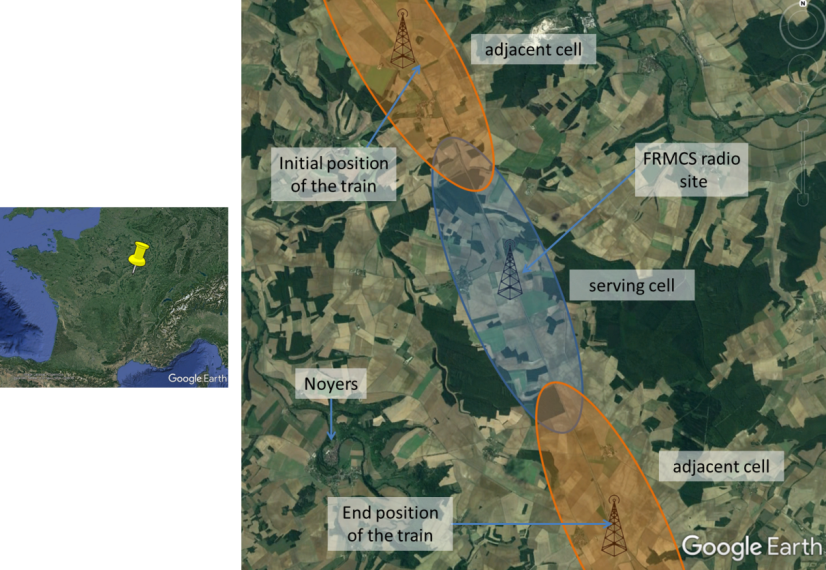 adjacent cell
N
Initial position
of the train
FRMCS radio
site
serving cell
Google Earth
Noyers
adjacent cell
End position
of the train
Google Earth